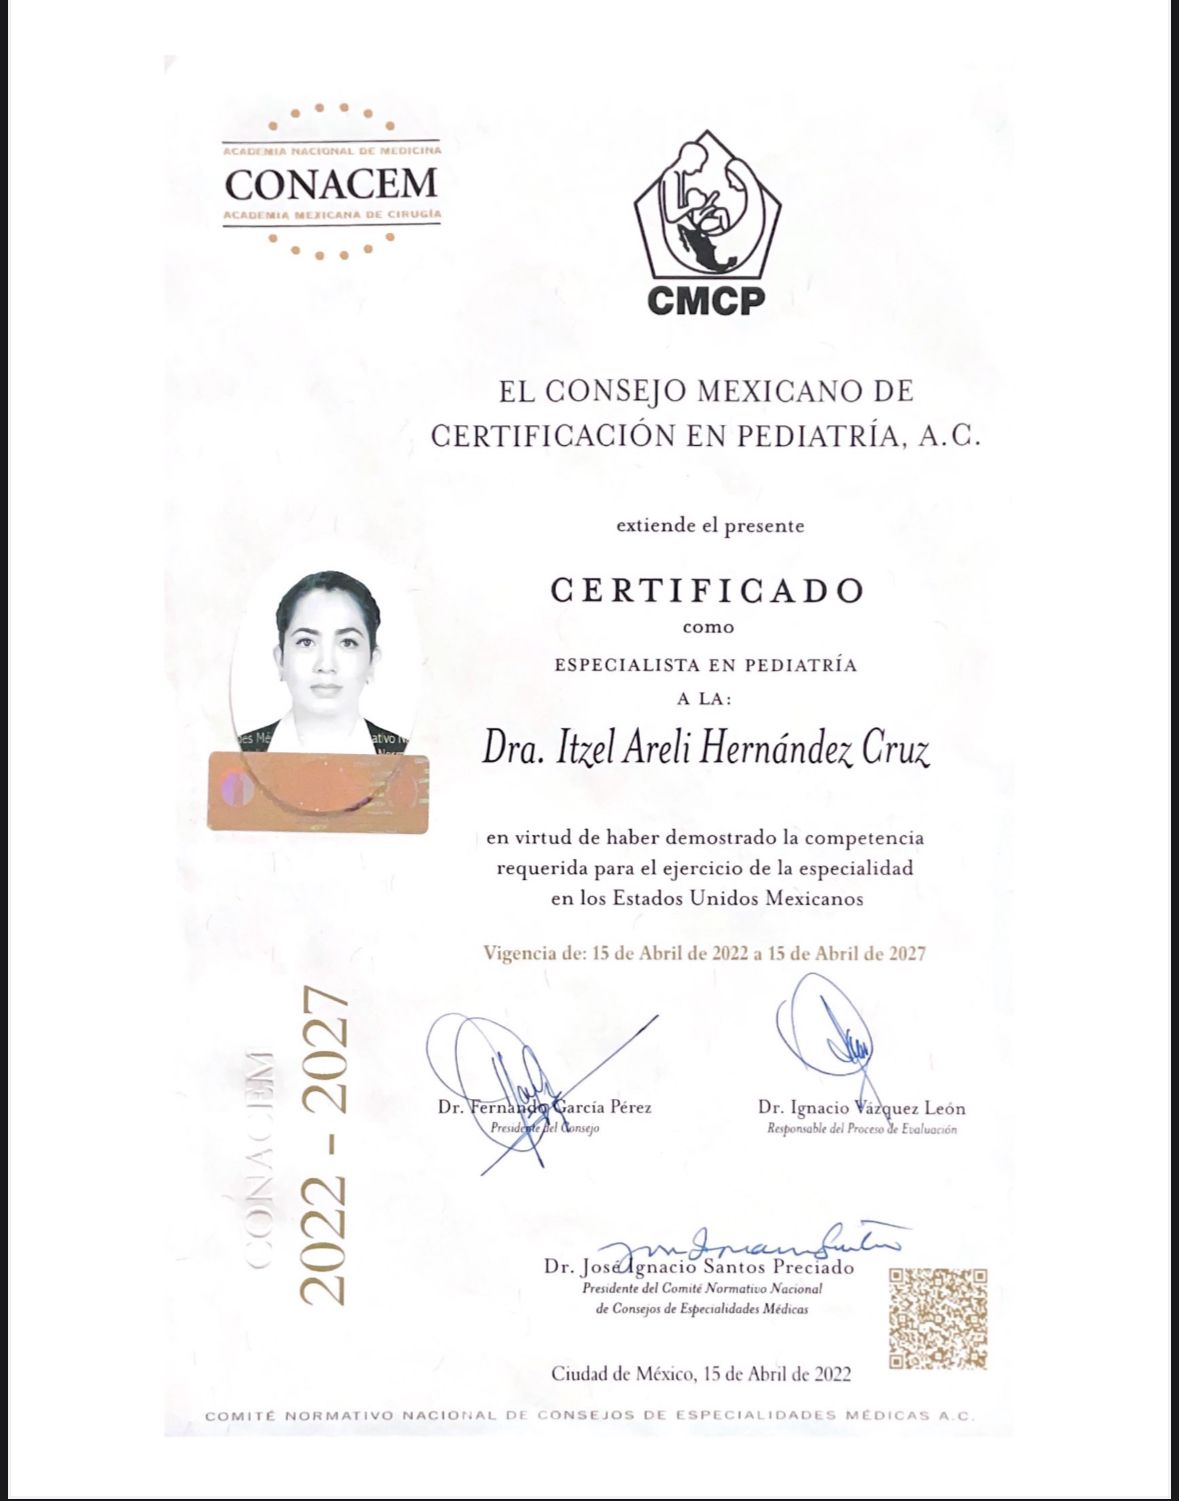 ACADEMIA NACIONAL DE MEDICINA
CONACEM
ACADEMIA MEXICANA DE CIRUGÍA
CMCP
EL CONSEJO MEXICANO DE
CERTIFICACIÓN EN PEDIATRÍA, A.C.
extiende el presente
CERTIFICADO
como
ESPECIALISTA EN PEDIATRÍA
A LA:
Dra. Itzel Areli Hernández Cruz
en virtud de haber demostrado la competencia
requerida para el ejercicio de la especialidad
en los Estados Unidos Mexicanos
Vigencia de: 15 de Abril de 2022 a 15 de Abril de 2027
CONACEM
2022 - 2027
Dr. Fernando García Pérez
Presidente del Consejo
Dr. Ignacio Vázquez León
Responsable del Proceso de Evaluación
Dr. José Ignacio Santos Preciado
Presidente del Comité Normativo Nacional
de Consejos de Especialidades Médicas
Ciudad de México, 15 de Abril de 2022
COMITÉ NORMATIVO NACIONAL DE CONSEJOS DE ESPECIALIDADES MÉDICAS A.C.